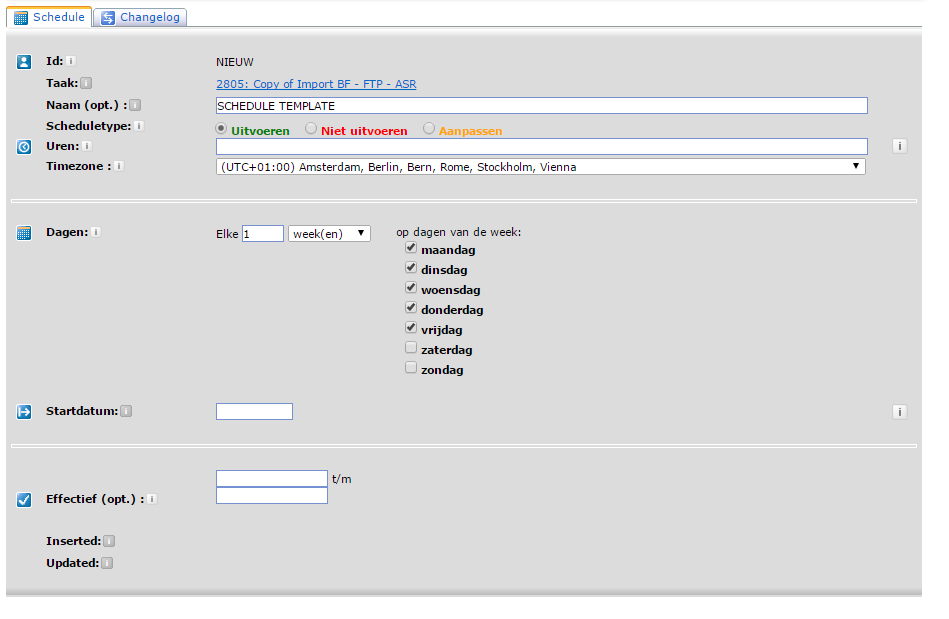 Schedule Changelog
Id: i NIEUW
Taak: i 2805: Copy of Import BF - FTP - ASR
Naam (opt.) : i SCHEDULE TEMPLATE
Scheduletype: i Uitvoeren Niet uitvoeren Aanpassen
Uren: i i
Timezone : i (UTC+01:00) Amsterdam, Berlin, Bern, Rome, Stockholm, Vienna
Dagen: i Elke 1 week(en) op dagen van de week:
maandag
dinsdag
woensdag
donderdag
vrijdag
zaterdag
zondag
Startdatum: i i
t/m
Effectief (opt.) : i
Inserted: i
Updated: i